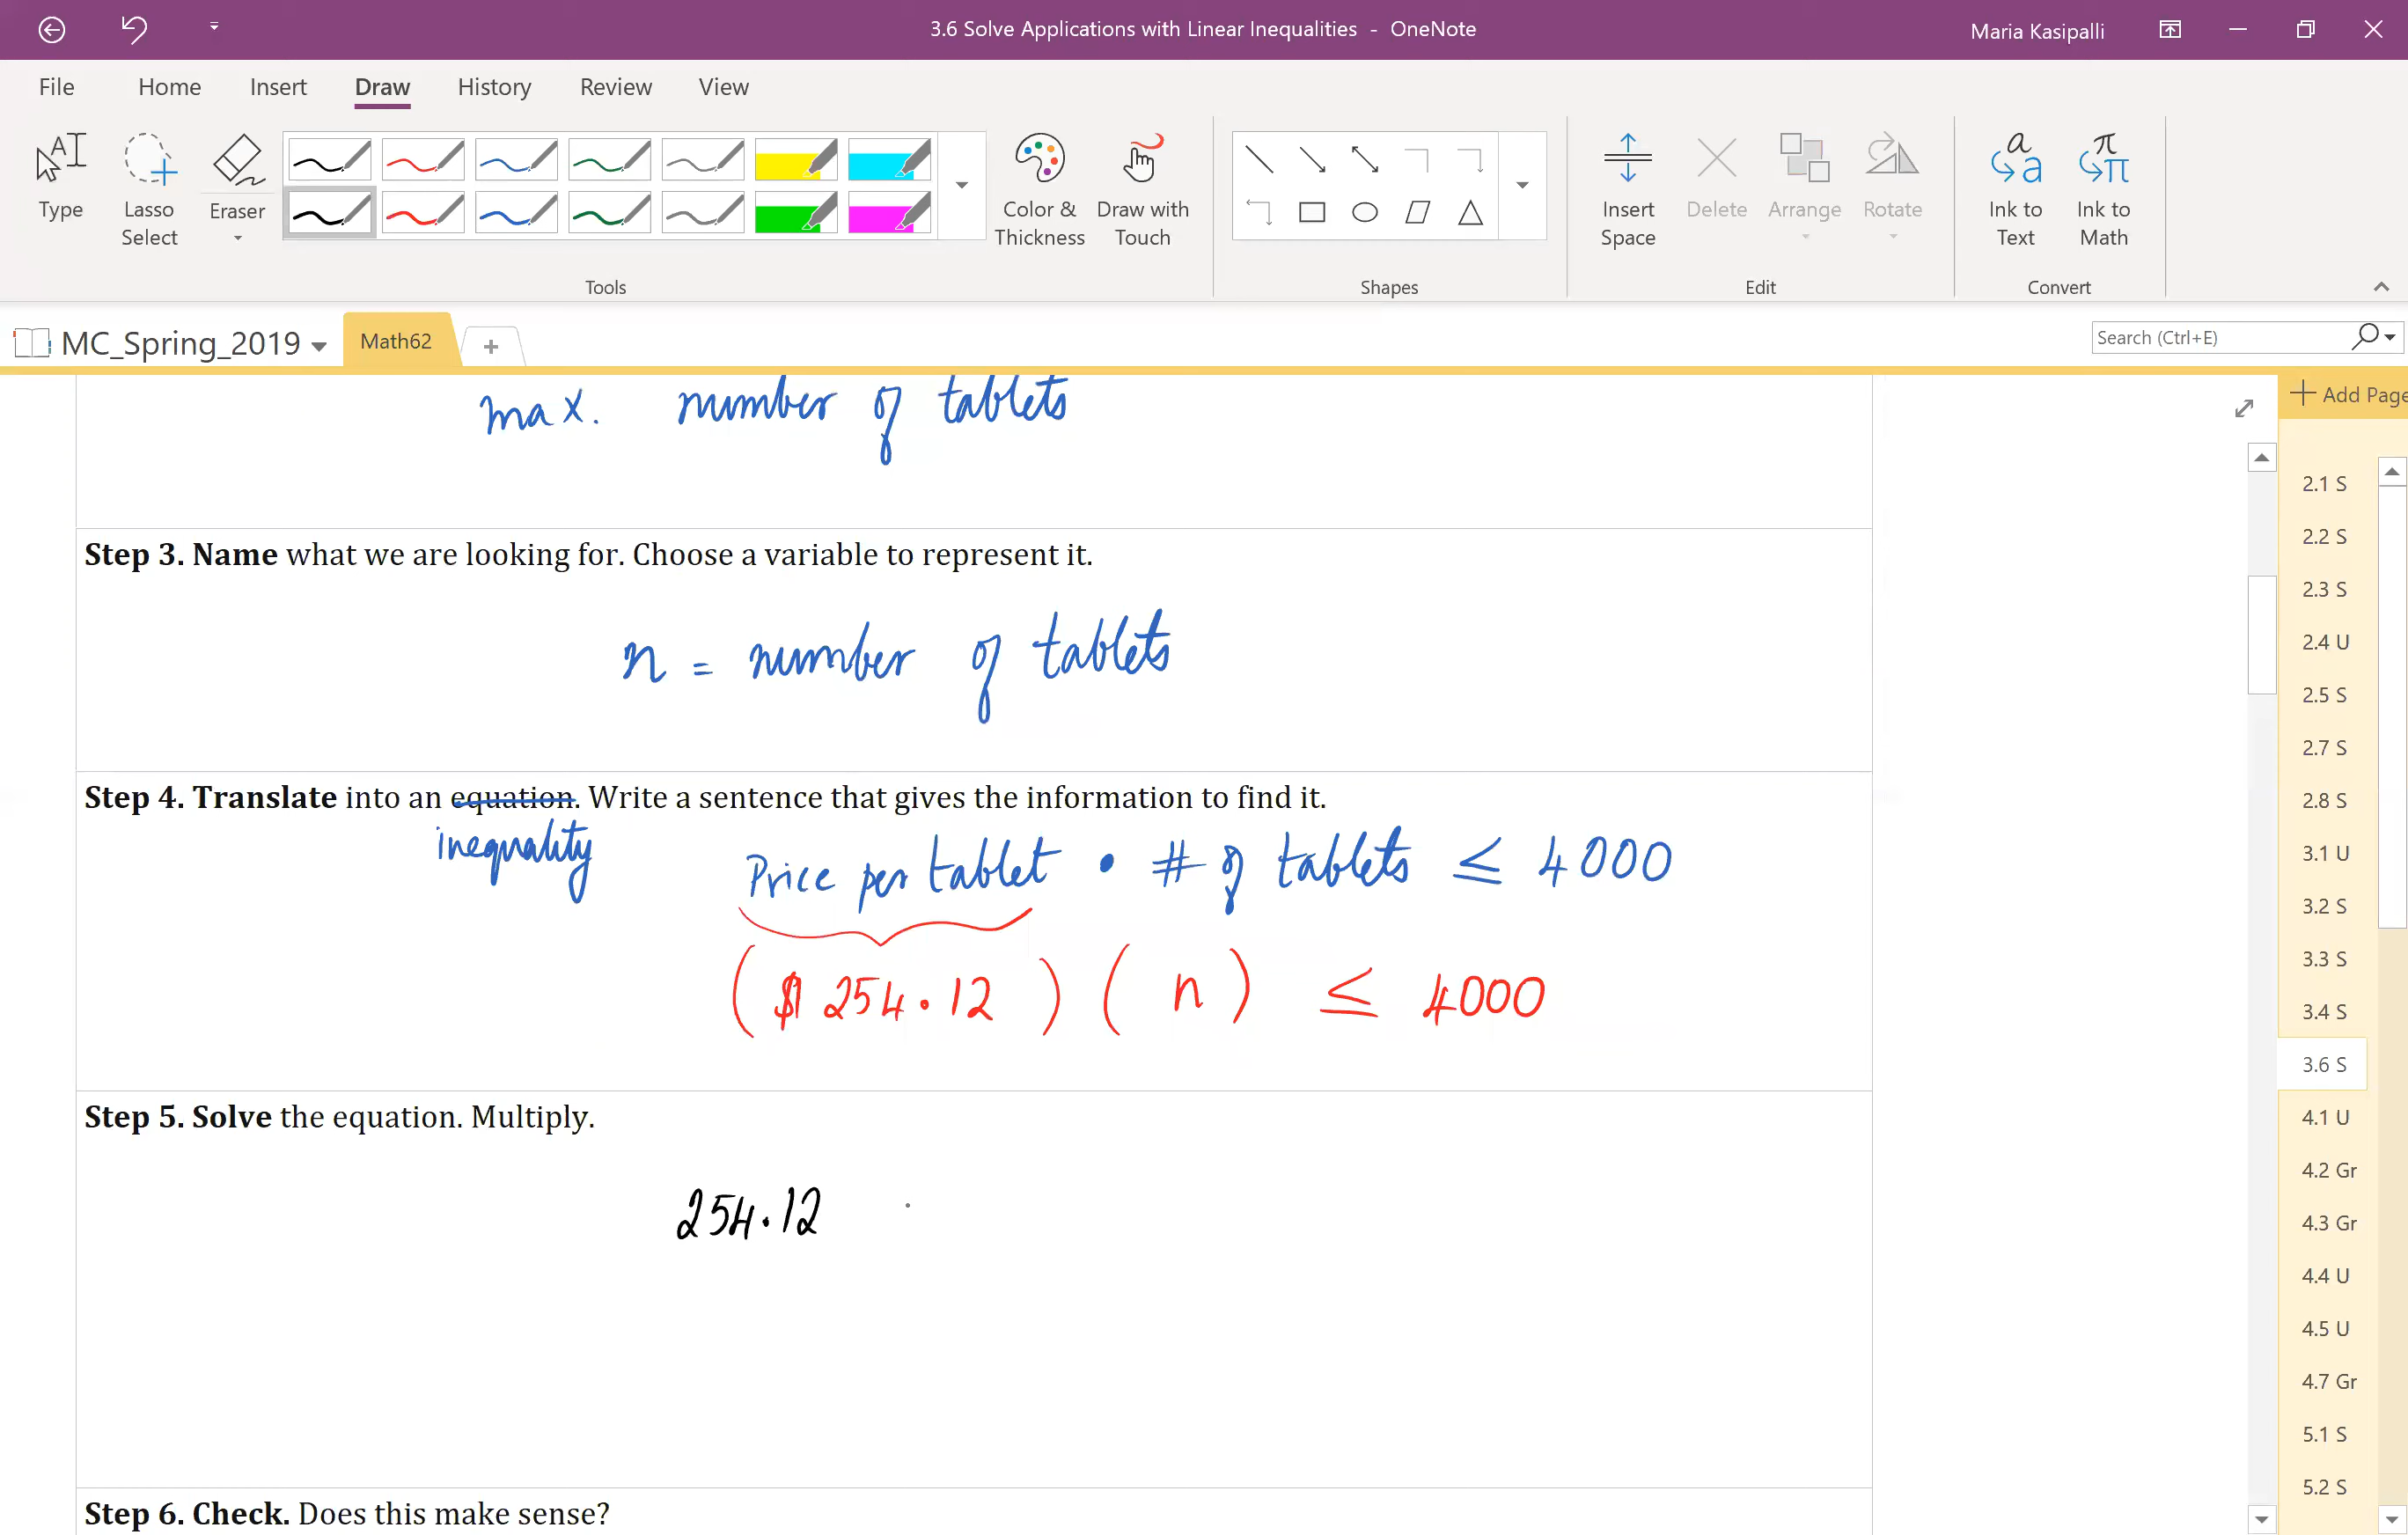 3.6 Solve Applications with Linear Inequalities - OneNote
Maria Kasipalli
File Home Insert Draw History Review View
Type
Lasso Select
Eraser
Color & Thickness
Draw with Touch
Insert Space
Delete
Arrange
Rotate
a a
Ink to Text
π π
Ink to Math
Tools
Shapes
Edit
Convert
MC_Spring_2019
Math62
+
Search (Ctrl+E)
max. number of tablets
Step 3. Name what we are looking for. Choose a variable to represent it.
n = number of tablets
Step 4. Translate into an equation. Write a sentence that gives the information to find it.
inequality
Price per tablet • # of tablets ≤ 4000
($ 254.12) (n) ≤ 4000
Step 5. Solve the equation. Multiply.
254.12
Step 6. Check. Does this make sense?
+ Add Page
2.1 S
2.2 S
2.3 S
2.4 U
2.5 S
2.7 S
2.8 S
3.1 U
3.2 S
3.3 S
3.4 S
3.6 S
4.1 U
4.2 Gr
4.3 Gr
4.4 U
4.5 U
4.7 Gr
5.1 S
5.2 S